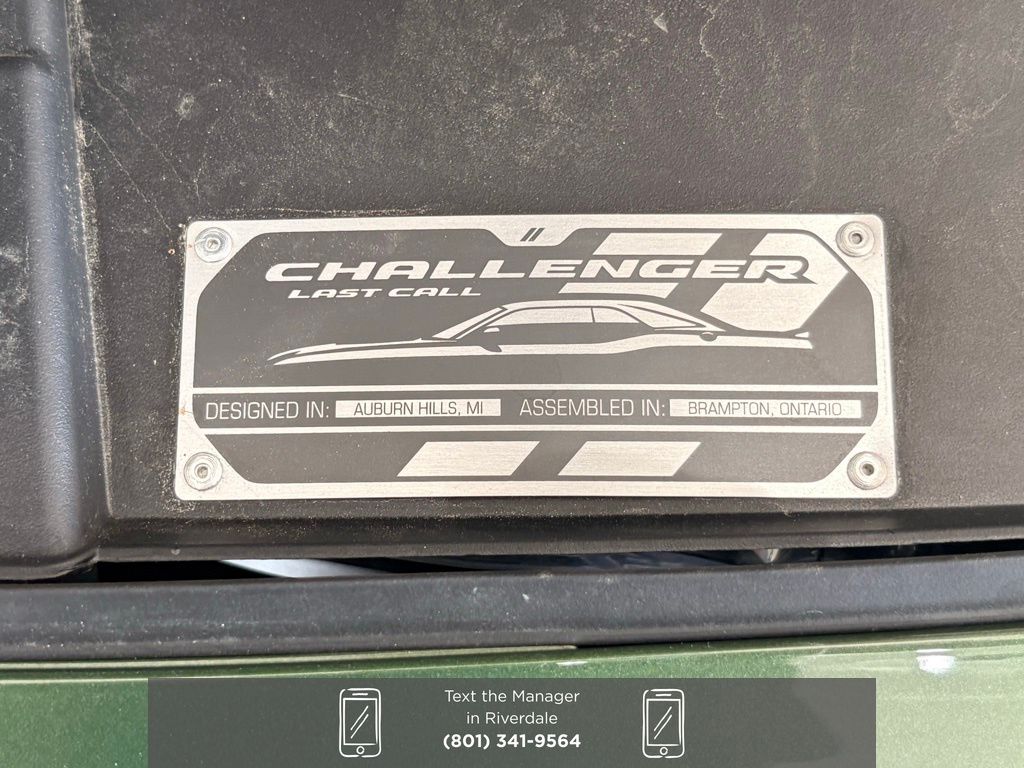 CHALLENGER
LAST CALL
DESIGNED IN: AUBURN HILLS, MI ASSEMBLED IN: BRAMPTON, ONTARIO
Text the Manager
in Riverdale
(801) 341-9564